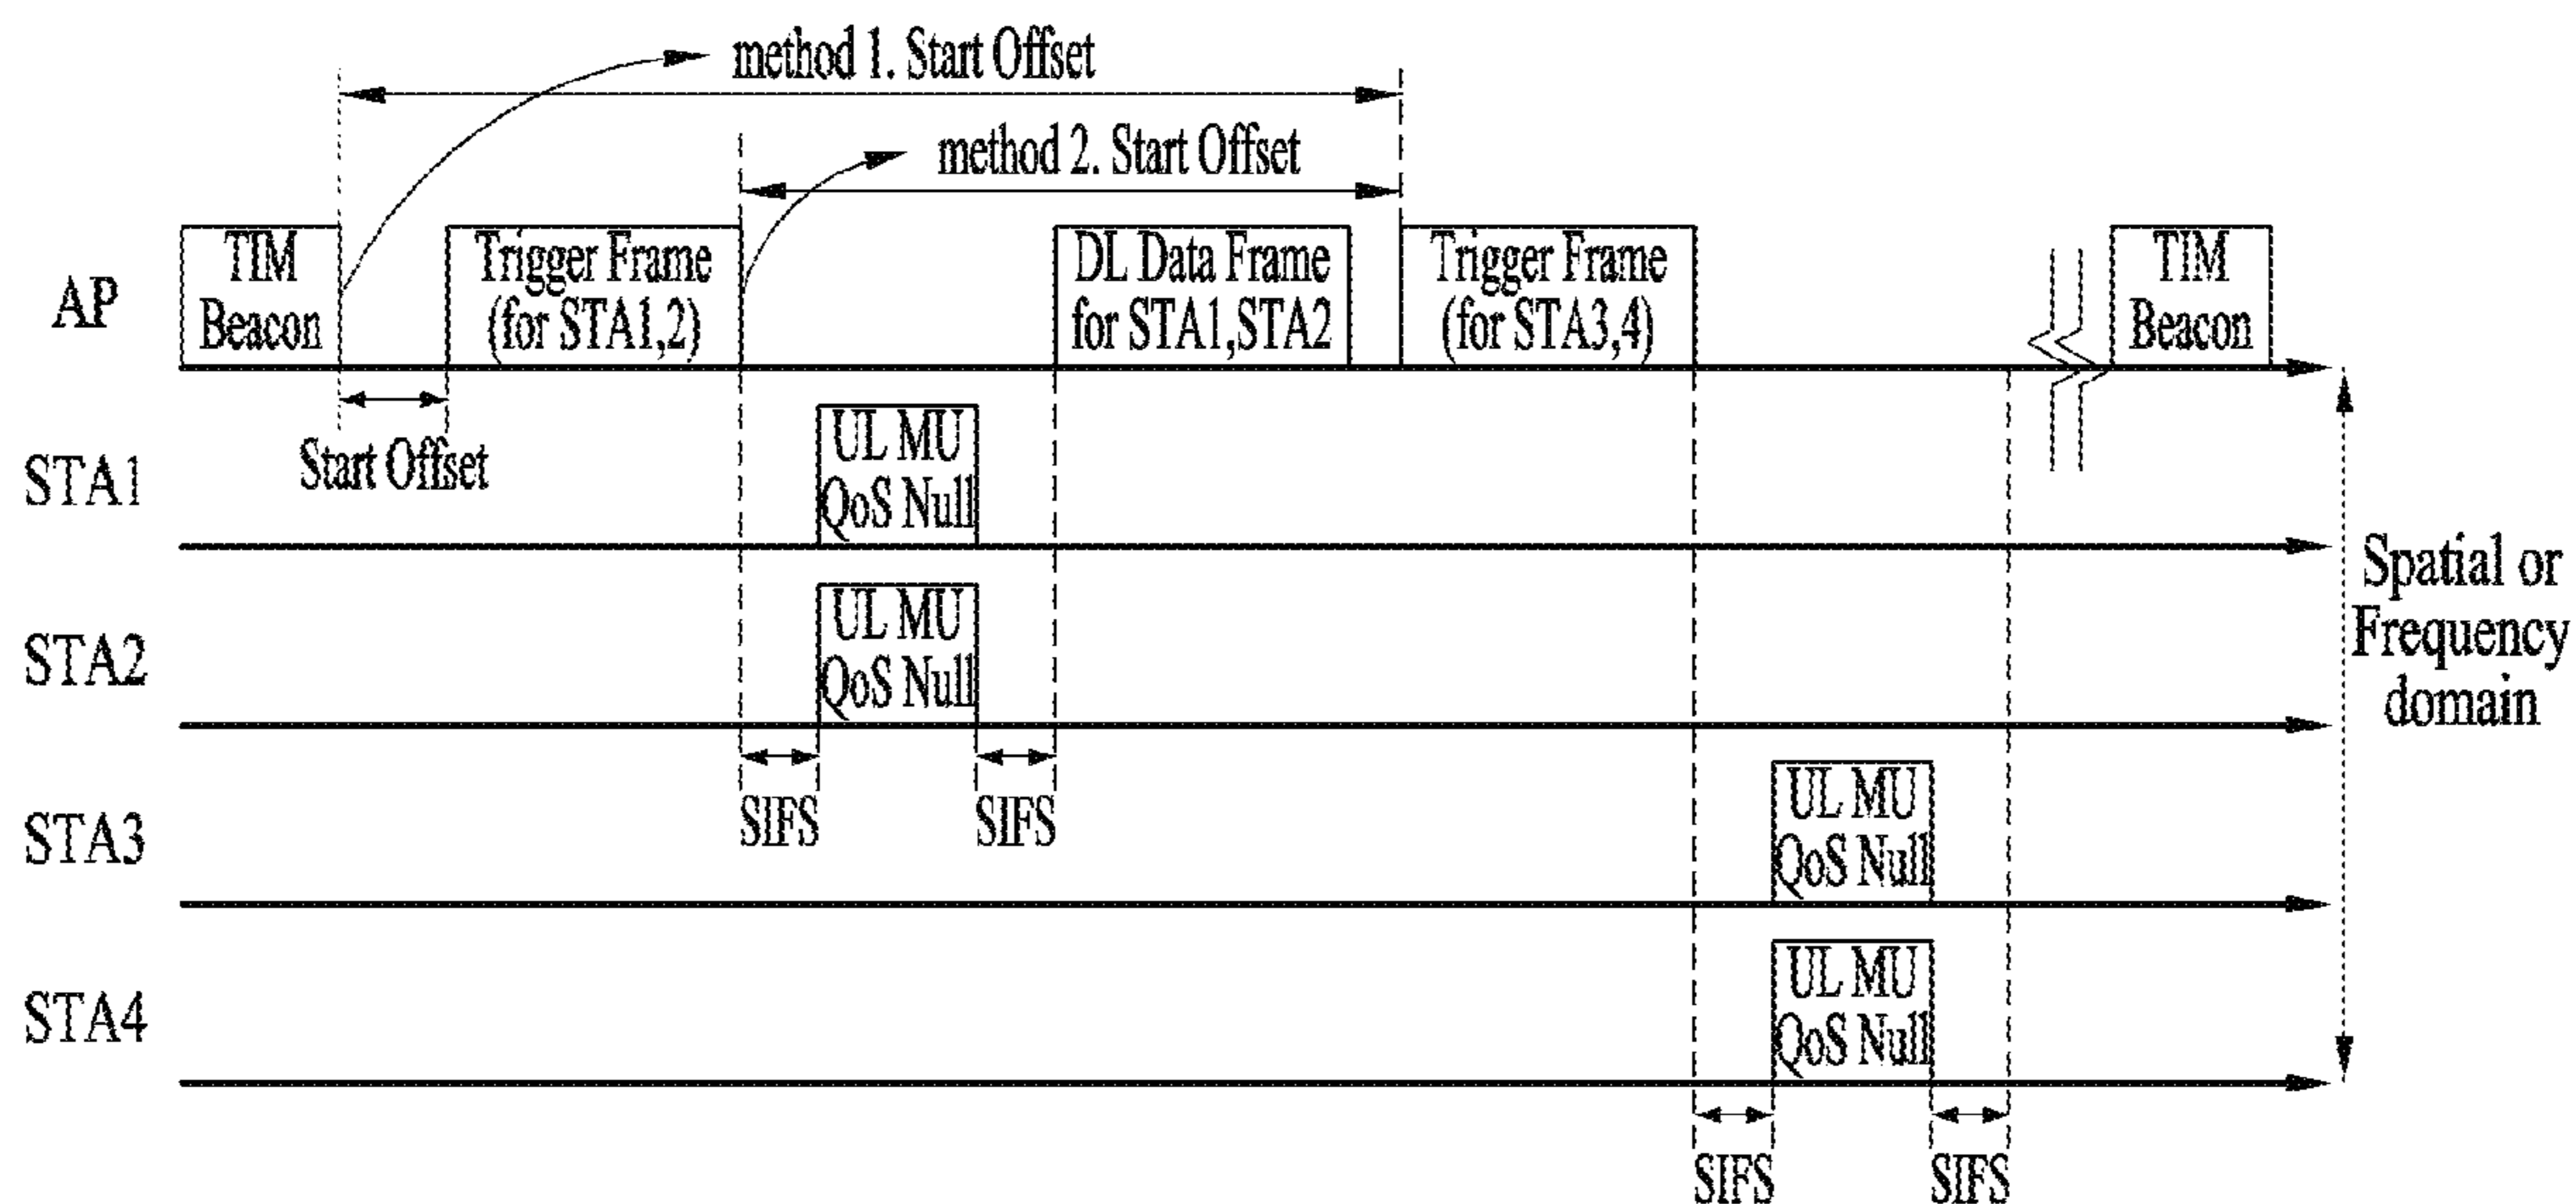 method 1. Start Offset
method 2. Start Offset
AP
TIM
Beacon
Trigger Frame
(for STA1,2)
DL Data Frame
for STA1,STA2
Trigger Frame
(for STA3,4)
TIM
Beacon
Start Offset
STA1
UL MU
QoS Null
STA2
UL MU
QoS Null
Spatial or
Frequency
domain
SIFS
SIFS
STA3
UL MU
QoS Null
STA4
UL MU
QoS Null
SIFS
SIFS